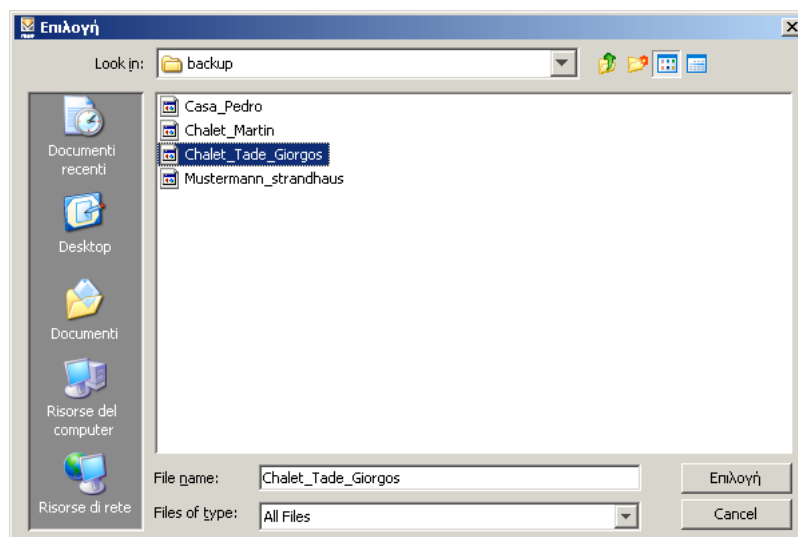 Επιλογή
Look in:
backup
Documenti
recenti
Desktop
Documenti
Risorse del
computer
Risorse di rete
Casa_Pedro
Chalet_Martin
Chalet_Tade_Giorgos
Mustermann_strandhaus
File name:
Chalet_Tade_Giorgos
Επιλογή
Files of type:
All Files
Cancel